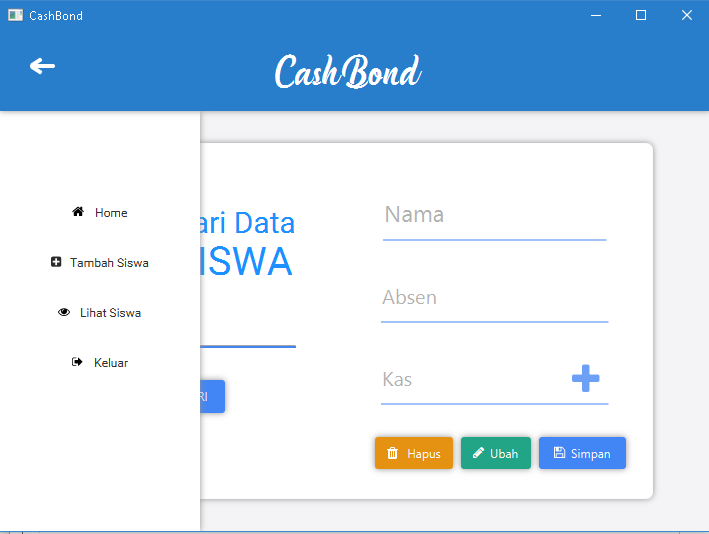 CashBond
CashBond
Home
Tambah Siswa
Lihat Siswa
Keluar
ari Data
ISWA
RI
Nama
Absen
Kas
Hapus
Ubah
Simpan